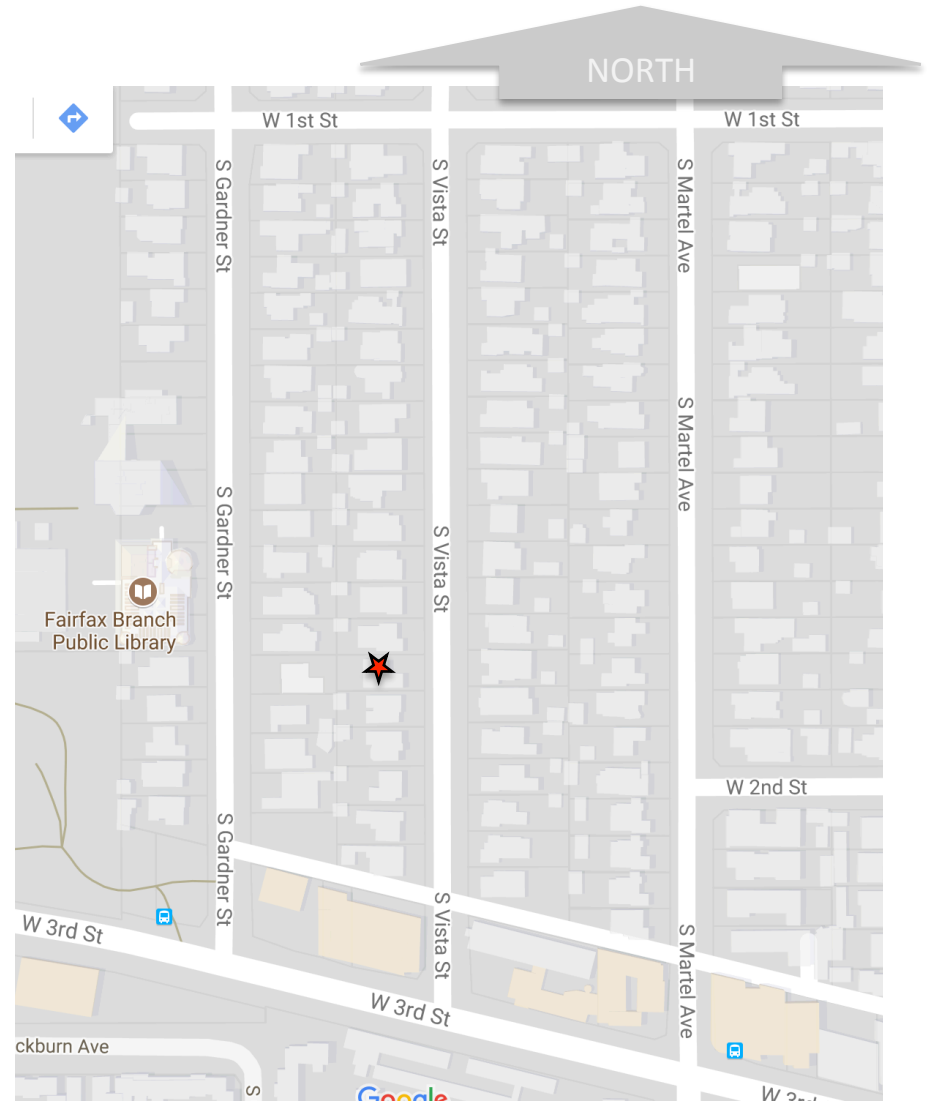 NORTH
W 1st St
W 1st St
S Gardner St
S Vista St
S Martel Ave
S Martel Ave
S Gardner St
S Vista St
Fairfax Branch
Public Library
W 2nd St
S Gardner St
S Vista St
S Martel Ave
W 3rd St
W 3rd St
ckburn Ave
S
Google
W 3rd